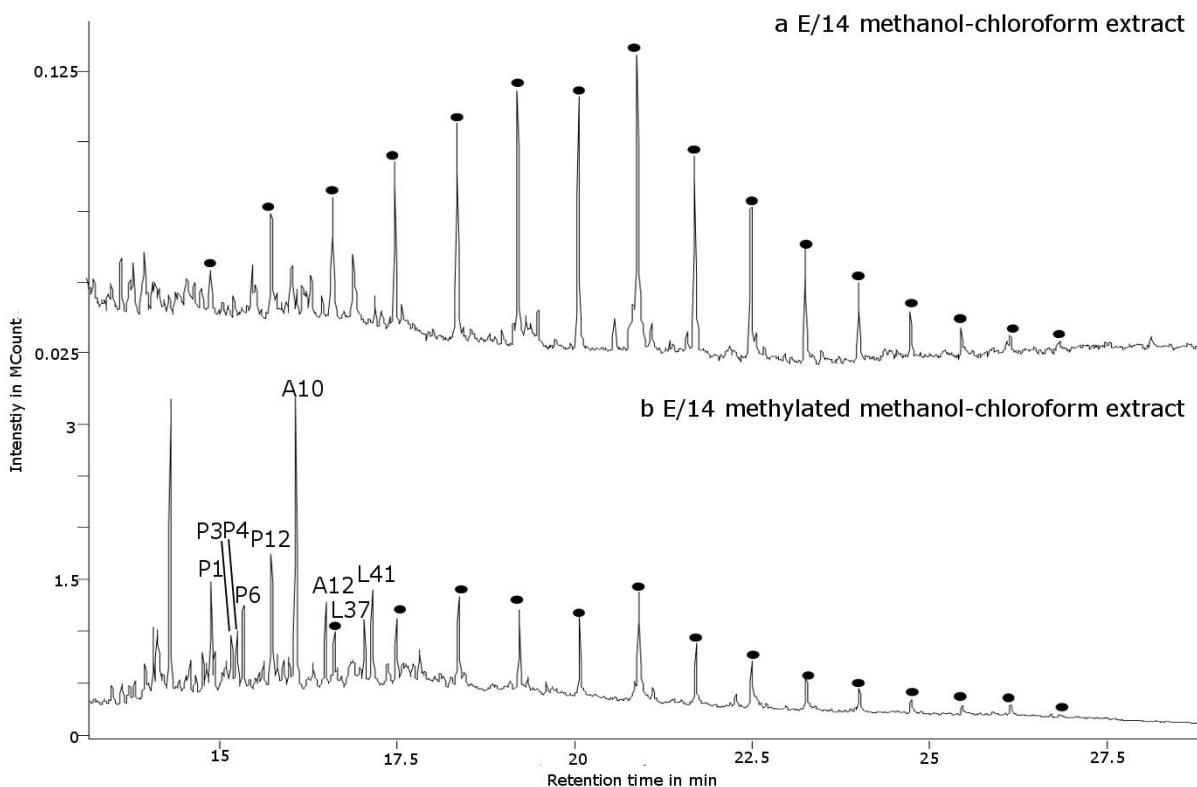 a E/14 methanol-chloroform extract
0.125
0.025
Intenstiy in MCount
b E/14 methylated methanol-chloroform extract
A10
3
P3 P4 P12
P1
P6
A12 L41
L37
1.5
0
15 17.5 20 22.5 25 27.5
Retention time in min